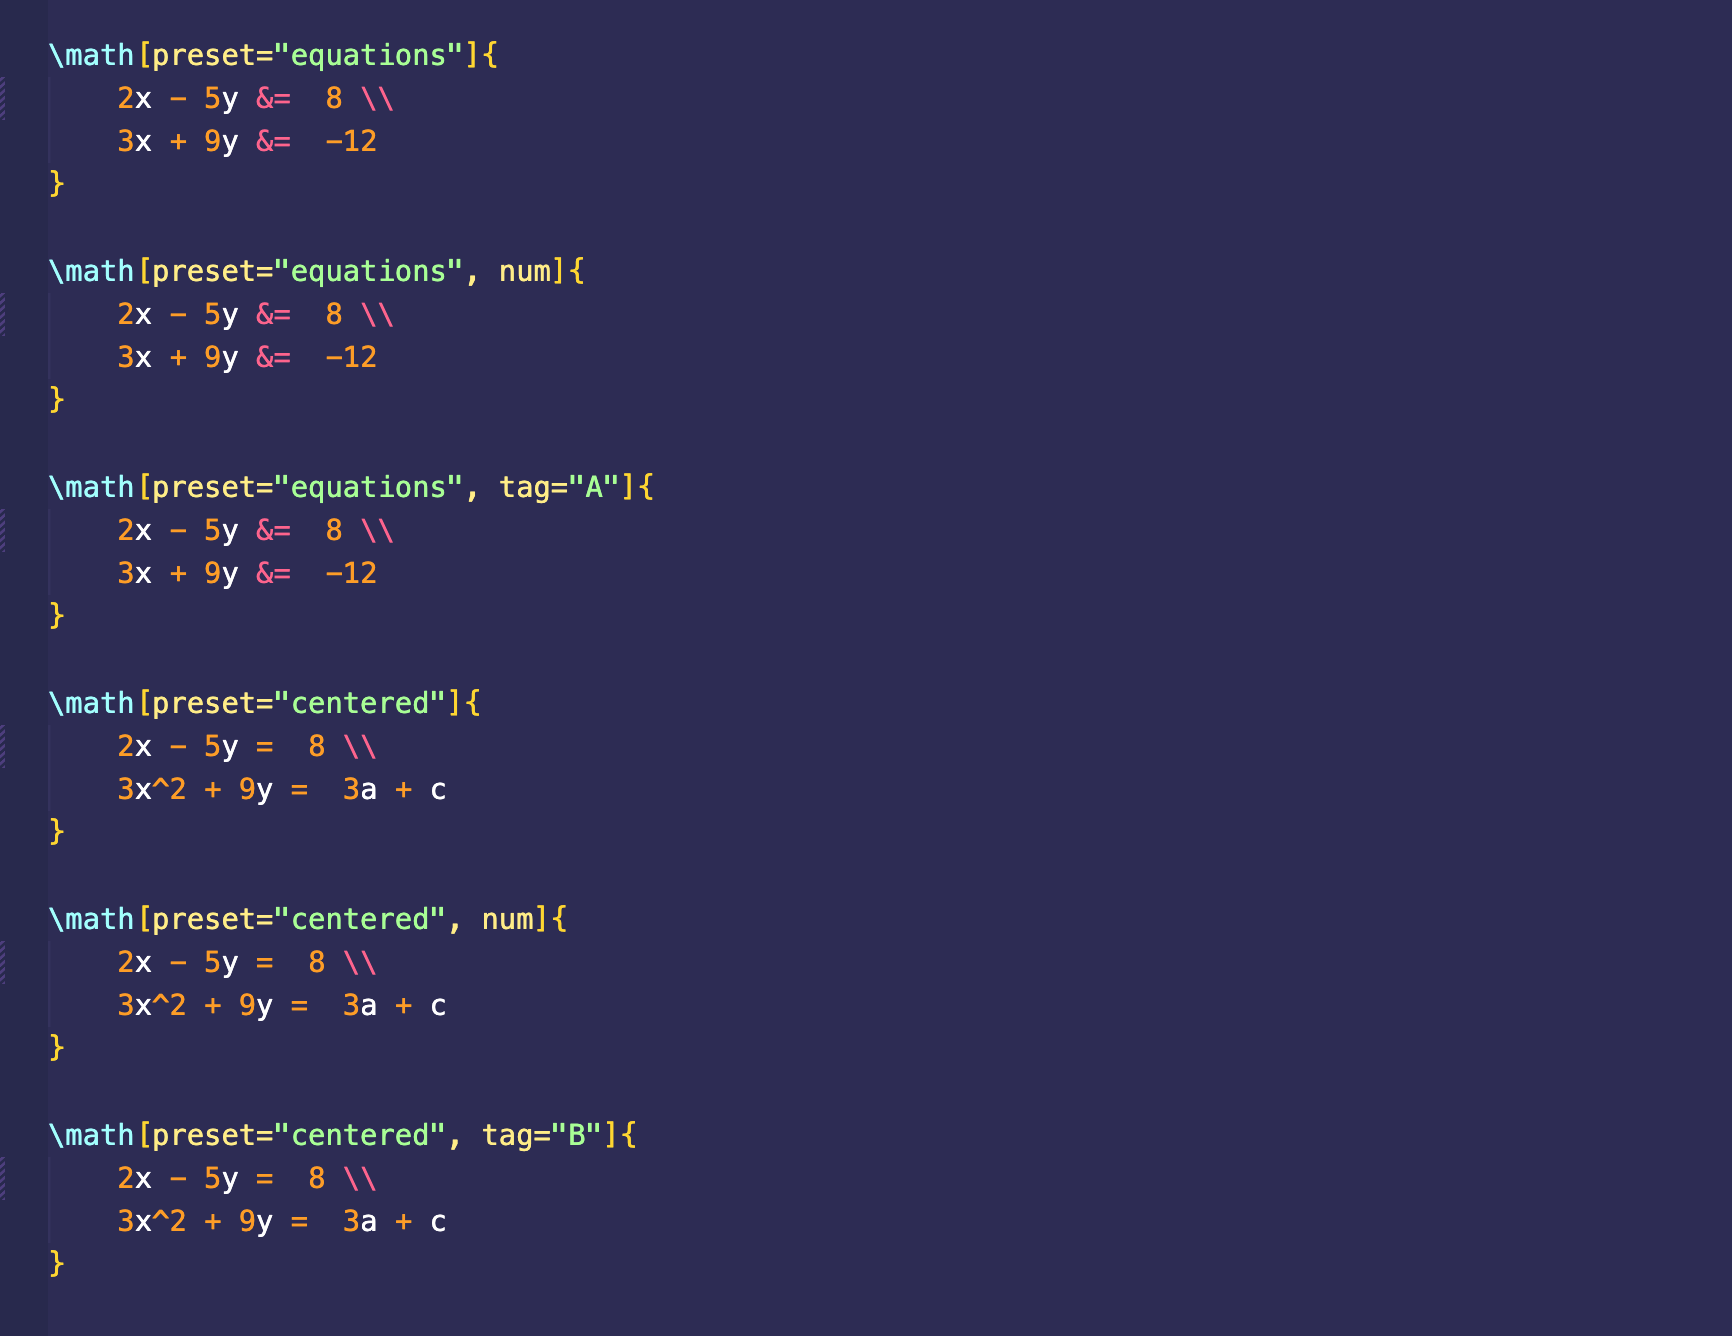 \math[preset="equations"]{
    2x - 5y &=  8 \\
    3x + 9y &=  -12
}

\math[preset="equations", num]{
    2x - 5y &=  8 \\
    3x + 9y &=  -12
}

\math[preset="equations", tag="A"]{
    2x - 5y &=  8 \\
    3x + 9y &=  -12
}

\math[preset="centered"]{
    2x - 5y =  8 \\
    3x^2 + 9y =  3a + c
}

\math[preset="centered", num]{
    2x - 5y =  8 \\
    3x^2 + 9y =  3a + c
}

\math[preset="centered", tag="B"]{
    2x - 5y =  8 \\
    3x^2 + 9y =  3a + c
}